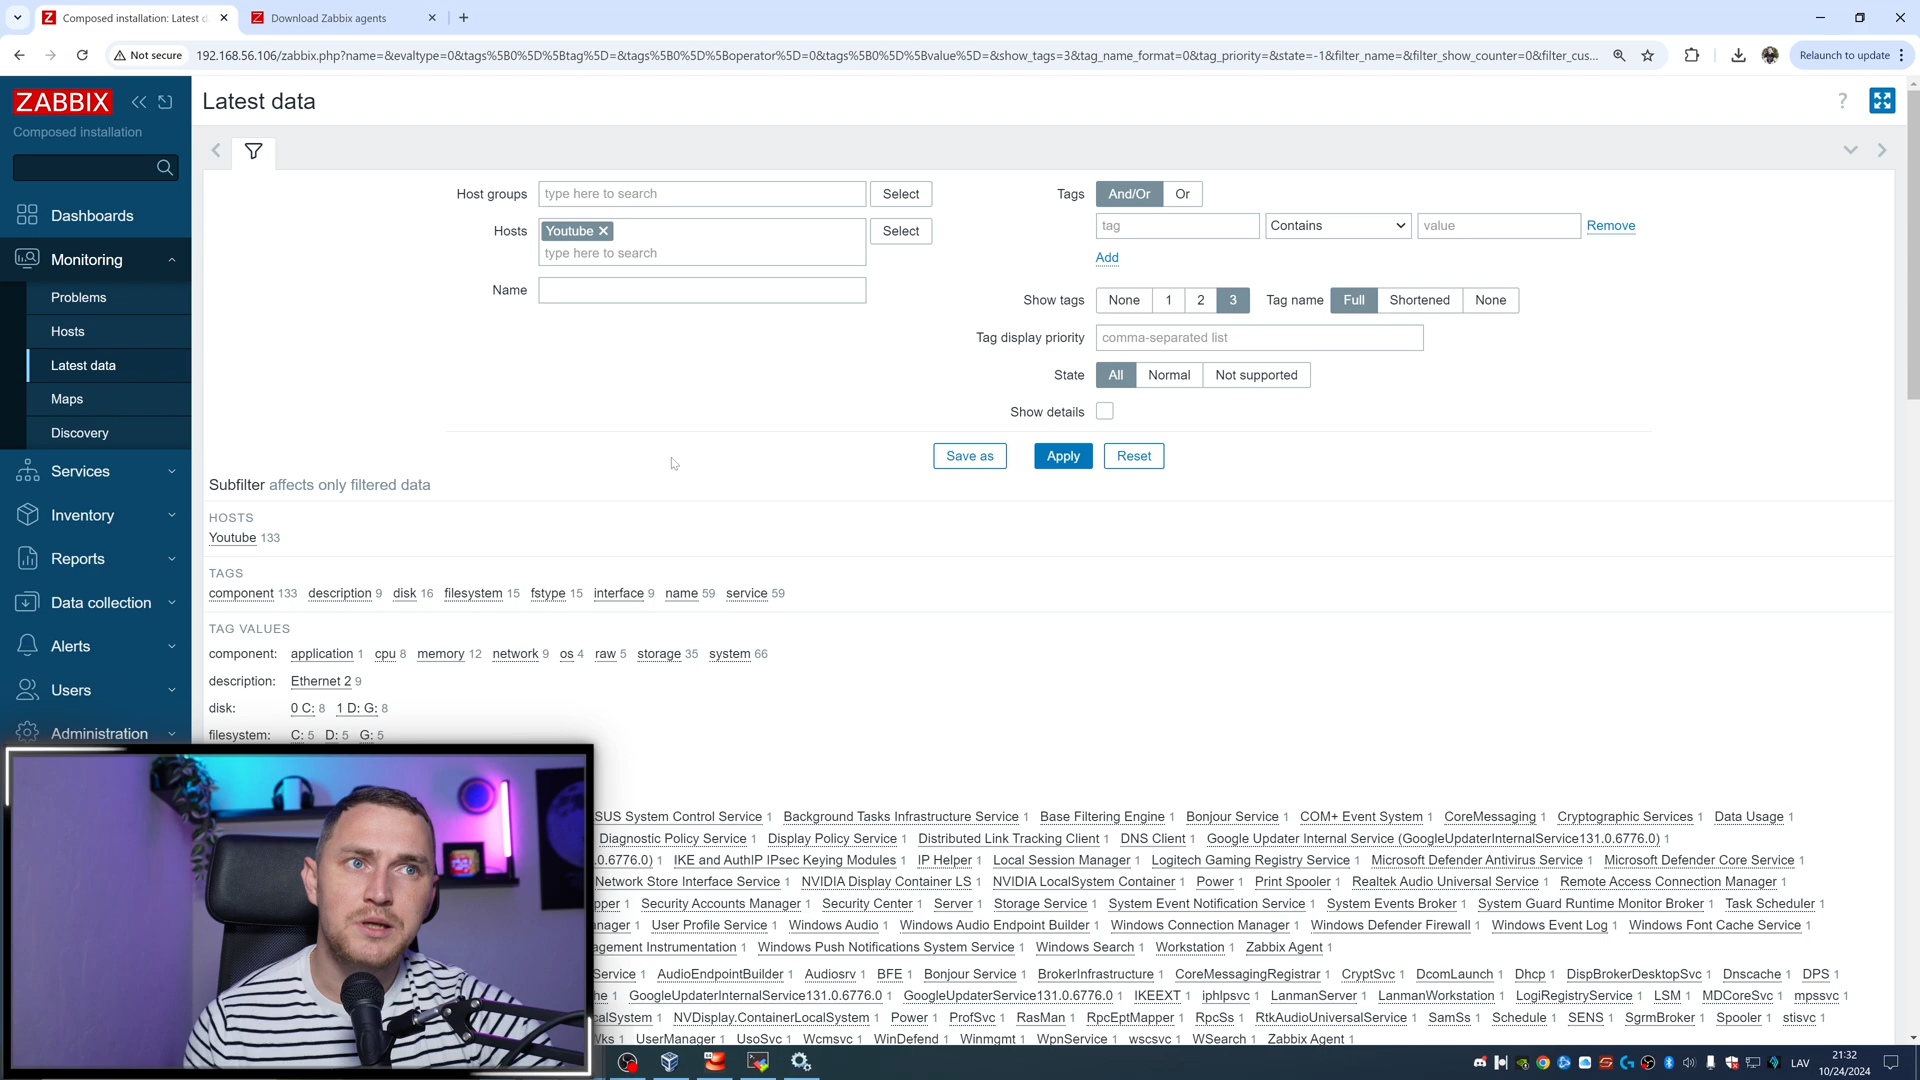 Composed installation: Latest d
Download Zabbix agents
Not secure
192.168.56.106/zabbix.php?name=&evaltype=0&tags%5B0%5D%5Btag%5D=&tags%5B0%5D%5Boperator%5D=0&tags%5B0%5D%5Bvalue%5D=&show_tags=3&tag_name_format=0&tag_priority=&state=-1&filter_name=&filter_show_counter=0&filter_cus...
Relaunch to update
ZABBIX
Composed installation
Dashboards
Monitoring
Problems
Hosts
Latest data
Maps
Discovery
Services
Inventory
Reports
Data collection
Alerts
Users
Administration
Latest data
?
Host groups type here to search Select
Hosts Youtube Select
type here to search
Name
Tags And/Or Or
tag Contains value Remove
Add
Show tags None 1 2 3 Tag name Full Shortened None
Tag display priority comma-separated list
State All Normal Not supported
Show details
Save as Apply Reset
Subfilter affects only filtered data
HOSTS
Youtube 133
TAGS
component 133 description 9 disk 16 filesystem 15 fstype 15 interface 9 name 59 service 59
TAG VALUES
component: application 1 cpu 8 memory 12 network 9 os 4 raw 5 storage 35 system 66
description: Ethernet 2 9
disk: 0 C: 8 1 D: G: 8
filesystem: C: 5 D: 5 G: 5
SUS System Control Service 1 Background Tasks Infrastructure Service 1 Base Filtering Engine 1 Bonjour Service 1 COM+ Event System 1 CoreMessaging 1 Cryptographic Services 1 Data Usage 1
Diagnostic Policy Service 1 Display Policy Service 1 Distributed Link Tracking Client 1 DNS Client 1 Google Updater Internal Service (GoogleUpdaterInternalService131.0.6776.0) 1
.0.6776.0) 1 IKE and AuthIP IPsec Keying Modules 1 IP Helper 1 Local Session Manager 1 Logitech Gaming Registry Service 1 Microsoft Defender Antivirus Service 1 Microsoft Defender Core Service 1
Network Store Interface Service 1 NVIDIA Display Container LS 1 NVIDIA LocalSystem Container 1 Power 1 Print Spooler 1 Realtek Audio Universal Service 1 Remote Access Connection Manager 1
pper 1 Security Accounts Manager 1 Security Center 1 Server 1 Storage Service 1 System Event Notification Service 1 System Events Broker 1 System Guard Runtime Monitor Broker 1 Task Scheduler 1
anager 1 User Profile Service 1 Windows Audio 1 Windows Audio Endpoint Builder 1 Windows Connection Manager 1 Windows Defender Firewall 1 Windows Event Log 1 Windows Font Cache Service 1
agement Instrumentation 1 Windows Push Notifications System Service 1 Windows Search 1 Workstation 1 Zabbix Agent 1
Service 1 AudioEndpointBuilder 1 Audiosrv 1 BFE 1 Bonjour Service 1 BrokerInfrastructure 1 CoreMessagingRegistrar 1 CryptSvc 1 DcomLaunch 1 Dhcp 1 DispBrokerDesktopSvc 1 Dnscache 1 DPS 1
he 1 GoogleUpdaterInternalService131.0.6776.0 1 GoogleUpdaterService131.0.6776.0 1 IKEEXT 1 iphlpsvc 1 LanmanServer 1 LanmanWorkstation 1 LogiRegistryService 1 LSM 1 MDCoreSvc 1 mpssvc 1
calSystem 1 NVDisplay.ContainerLocalSystem 1 Power 1 ProfSvc 1 RasMan 1 RpcEptMapper 1 RpcSs 1 RtkAudioUniversalService 1 SamSs 1 Schedule 1 SENS 1 SgrmBroker 1 Spooler 1 stisvc 1
ks 1 UserManager 1 UsoSvc 1 Wcmsvc 1 WinDefend 1 Winmgmt 1 WpnService 1 wscsvc 1 WSearch 1 Zabbix Agent 1
LAV
21:32
10/24/2024